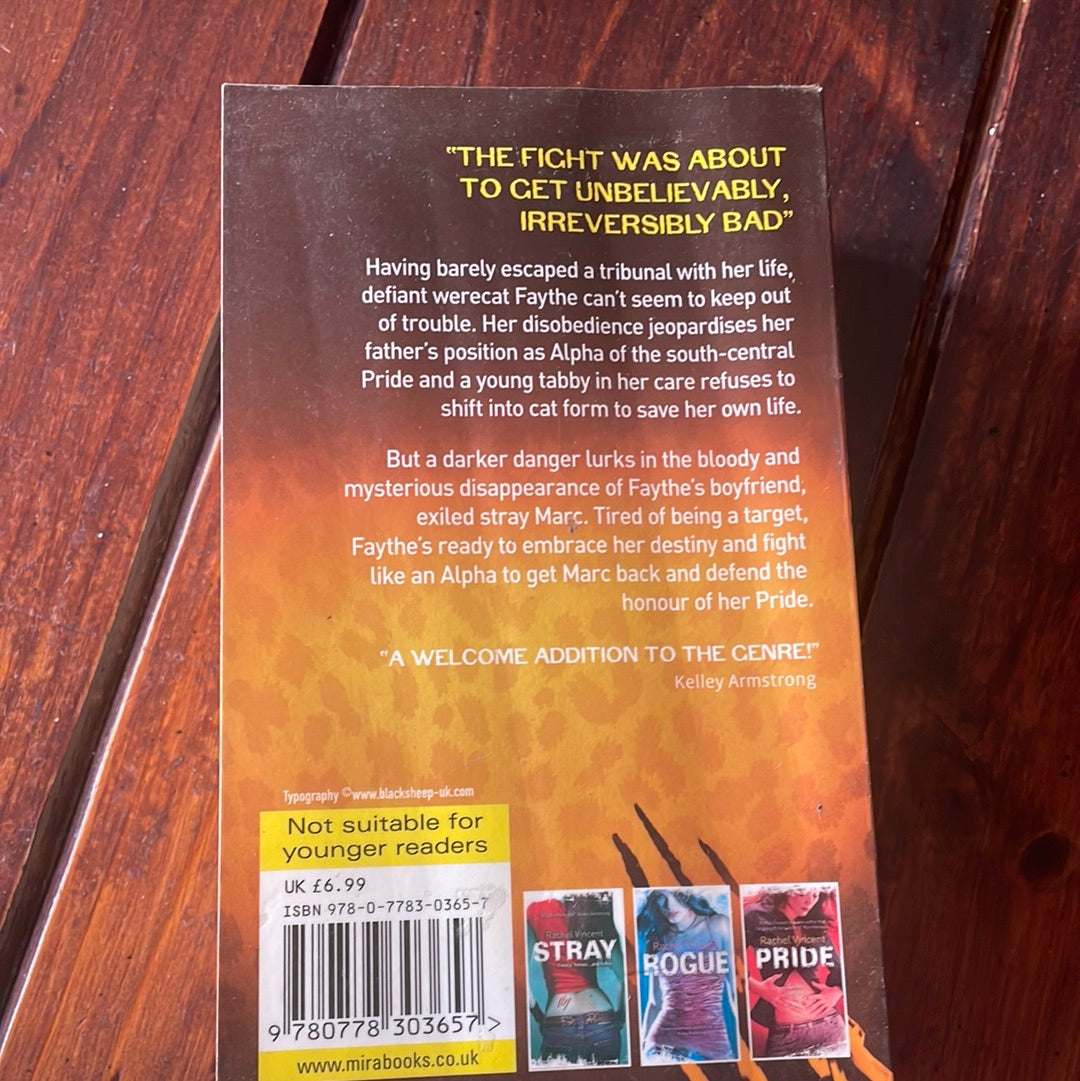 “THE FIGHT WAS ABOUT
TO GET UNBELIEVABLY,
IRREVERSIBLY BAD”
Having barely escaped a tribunal with her life,
defiant werecat Faythe can't seem to keep out
of trouble. Her disobedience jeopardises her
father's position as Alpha of the south-central
Pride and a young tabby in her care refuses to
shift into cat form to save her own life.
But a darker danger lurks in the bloody and
mysterious disappearance of Faythe's boyfriend,
exiled stray Marc. Tired of being a target,
Faythe's ready to embrace her destiny and fight
like an Alpha to get Marc back and defend the
honour of her Pride.
“A WELCOME ADDITION TO THE GENRE!”
Kelley Armstrong
Typography ©www.blacksheep-uk.com
Not suitable for
younger readers
UK £6.99
ISBN 978-0-7783-0365-7
9 780778 303657 >
www.mirabooks.co.uk
Rachel Vincent
STRAY
Rachel
ROGUE
Rachel Vincent
PRIDE